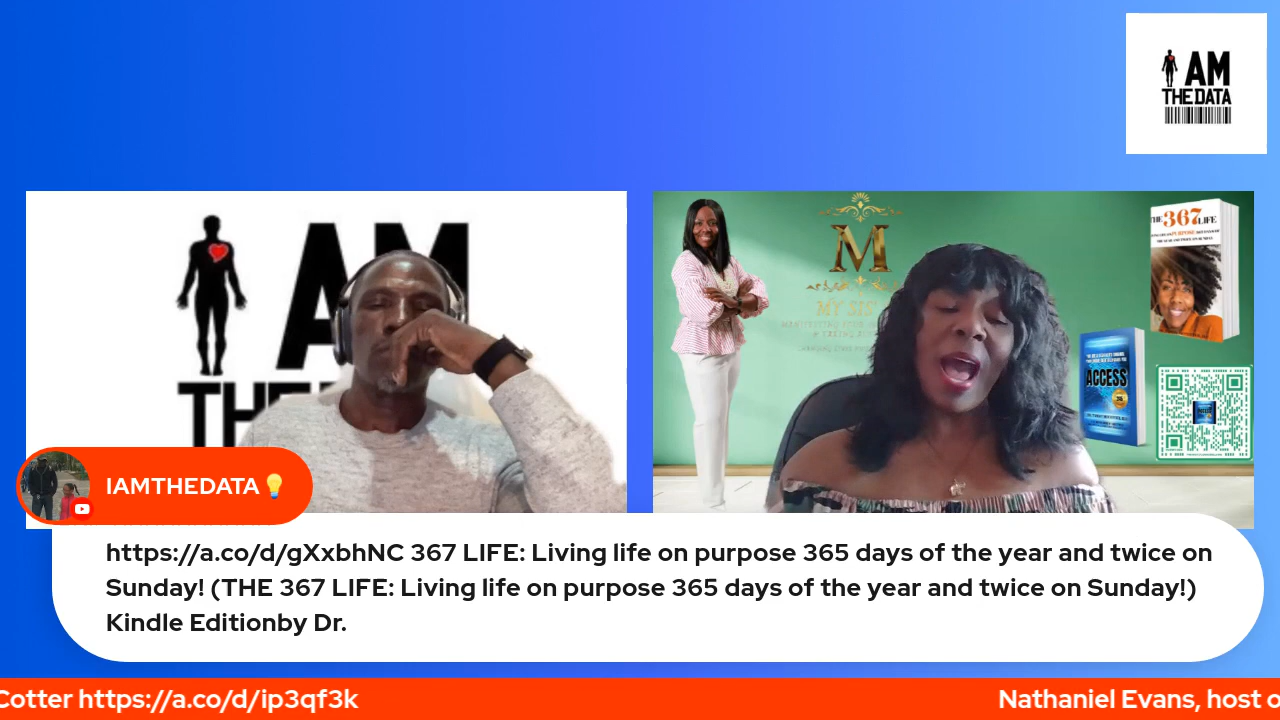 I AM
THE DATA
I AM
M
MY SIS
THE 367 LIFE
ACCESS
IAMTHEDATA💡
https://a.co/d/gXxbhNC 367 LIFE: Living life on purpose 365 days of the year and twice on
Sunday! (THE 367 LIFE: Living life on purpose 365 days of the year and twice on Sunday!)
Kindle Editionby Dr.
Cotter https://a.co/d/ip3qf3k
Nathaniel Evans, host o